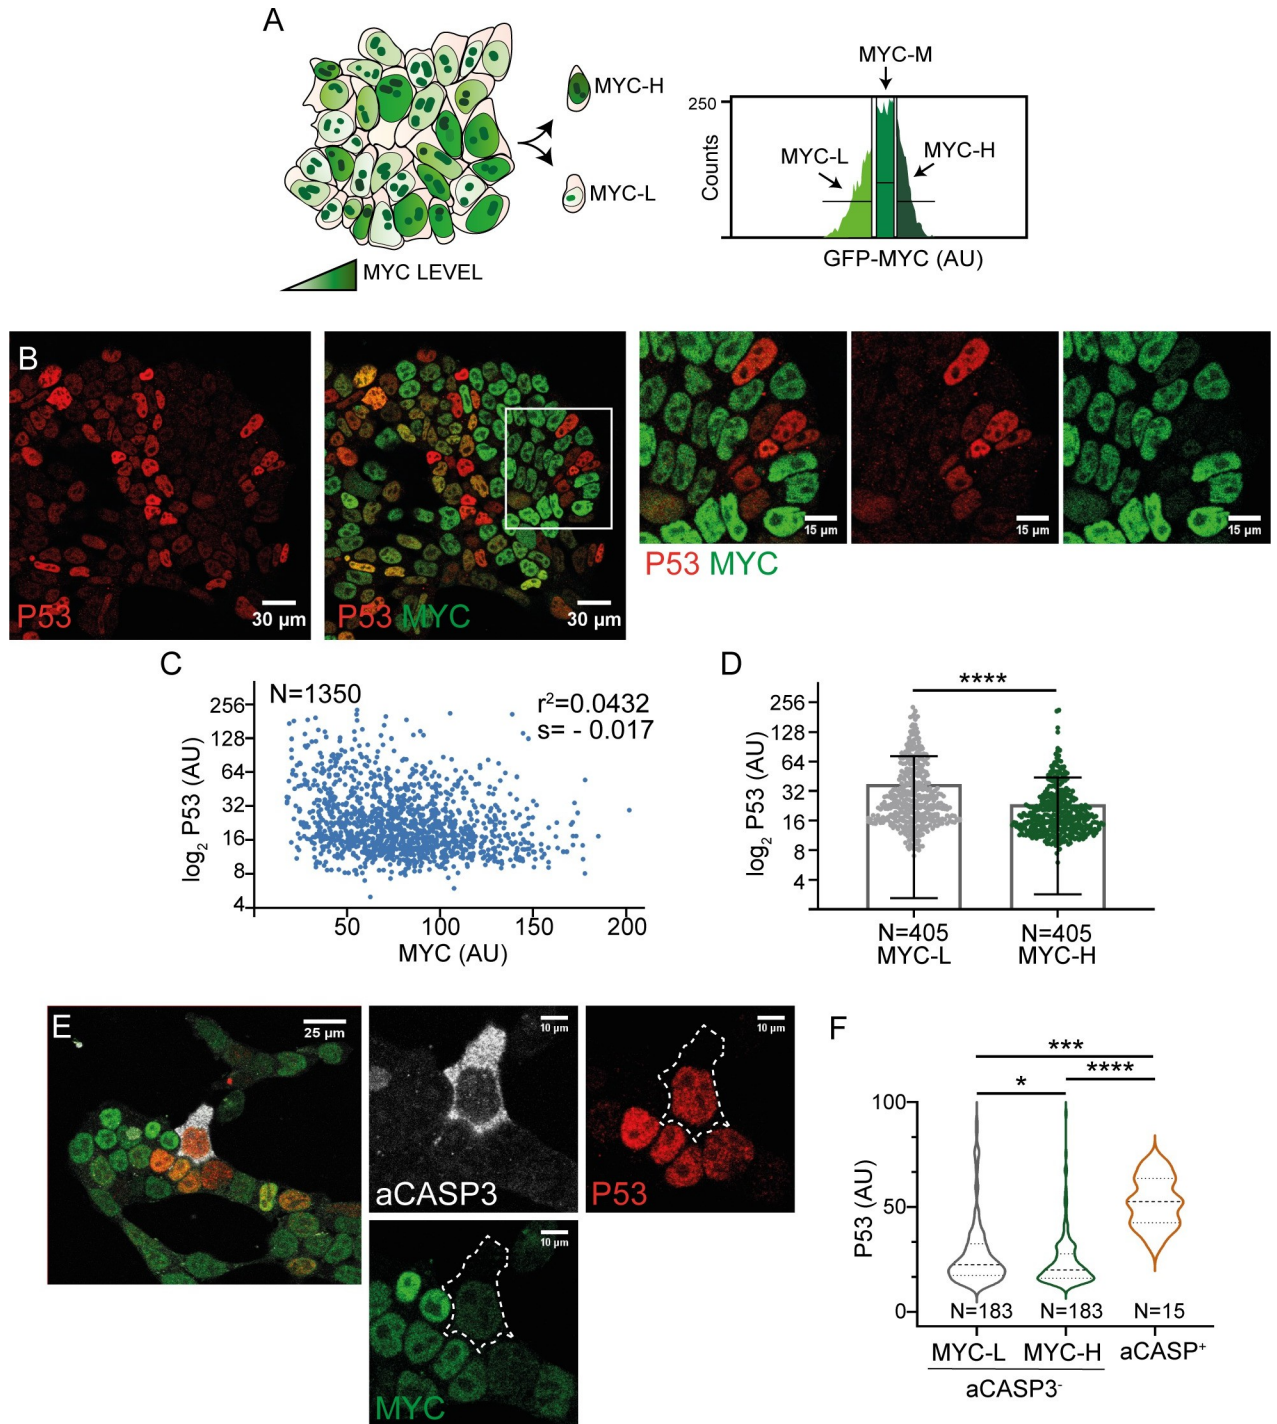 A
MYC-H
MYC-L
MYC LEVEL
MYC-M
250
Counts
MYC-L
MYC-H
GFP-MYC (AU)
B
P53
30 µm
P53 MYC
30 µm
15 µm
15 µm
15 µm
P53 MYC
C
N=1350
r²=0.0432
s= - 0.017
log₂ P53 (AU)
256
128
64
32
16
8
4
50 100 150 200
MYC (AU)
D
****
log₂ P53 (AU)
256
128
64
32
16
8
4
N=405 N=405
MYC-L MYC-H
E
25 µm
10 µm
aCASP3
10 µm
P53
10 µm
MYC
F
***
* ****
P53 (AU)
100
50
0
N=183 N=183 N=15
MYC-L MYC-H aCASP⁺
aCASP3⁻